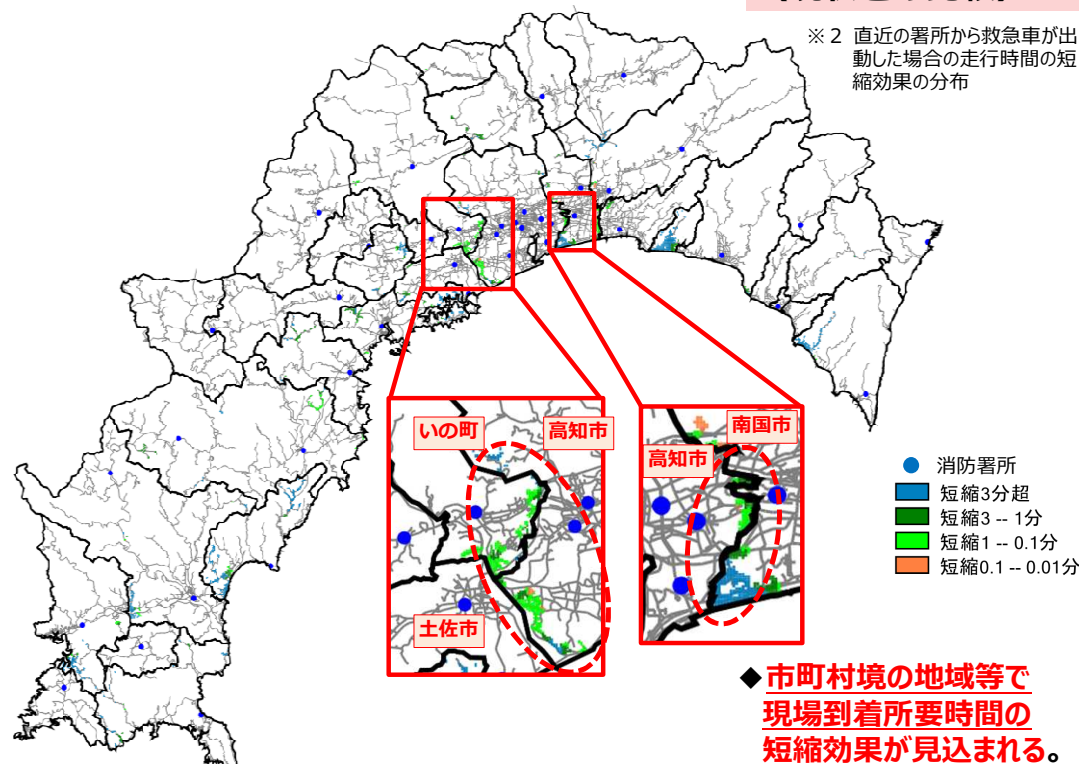 ※2 直近の署所から救急車が出
動した場合の走行時間の短
縮効果の分布
いの町
高知市
土佐市
高知市
南国市
消防署所
短縮3分超
短縮3 -- 1分
短縮1 -- 0.1分
短縮0.1 -- 0.01分
◆市町村境の地域等で
現場到着所要時間の
短縮効果が見込まれる。